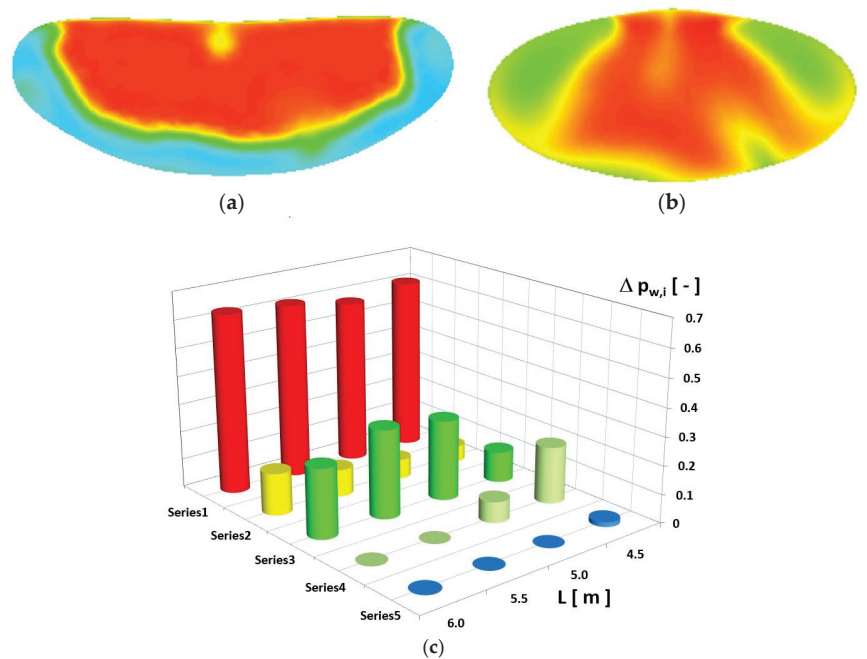 (a)
(b)
Δ p_w,i [ - ]
0.7
0.6
0.5
0.4
0.3
0.2
0.1
0
Series1
Series2
Series3
Series4
Series5
4.5
5.0
5.5
6.0
L [ m ]
(c)